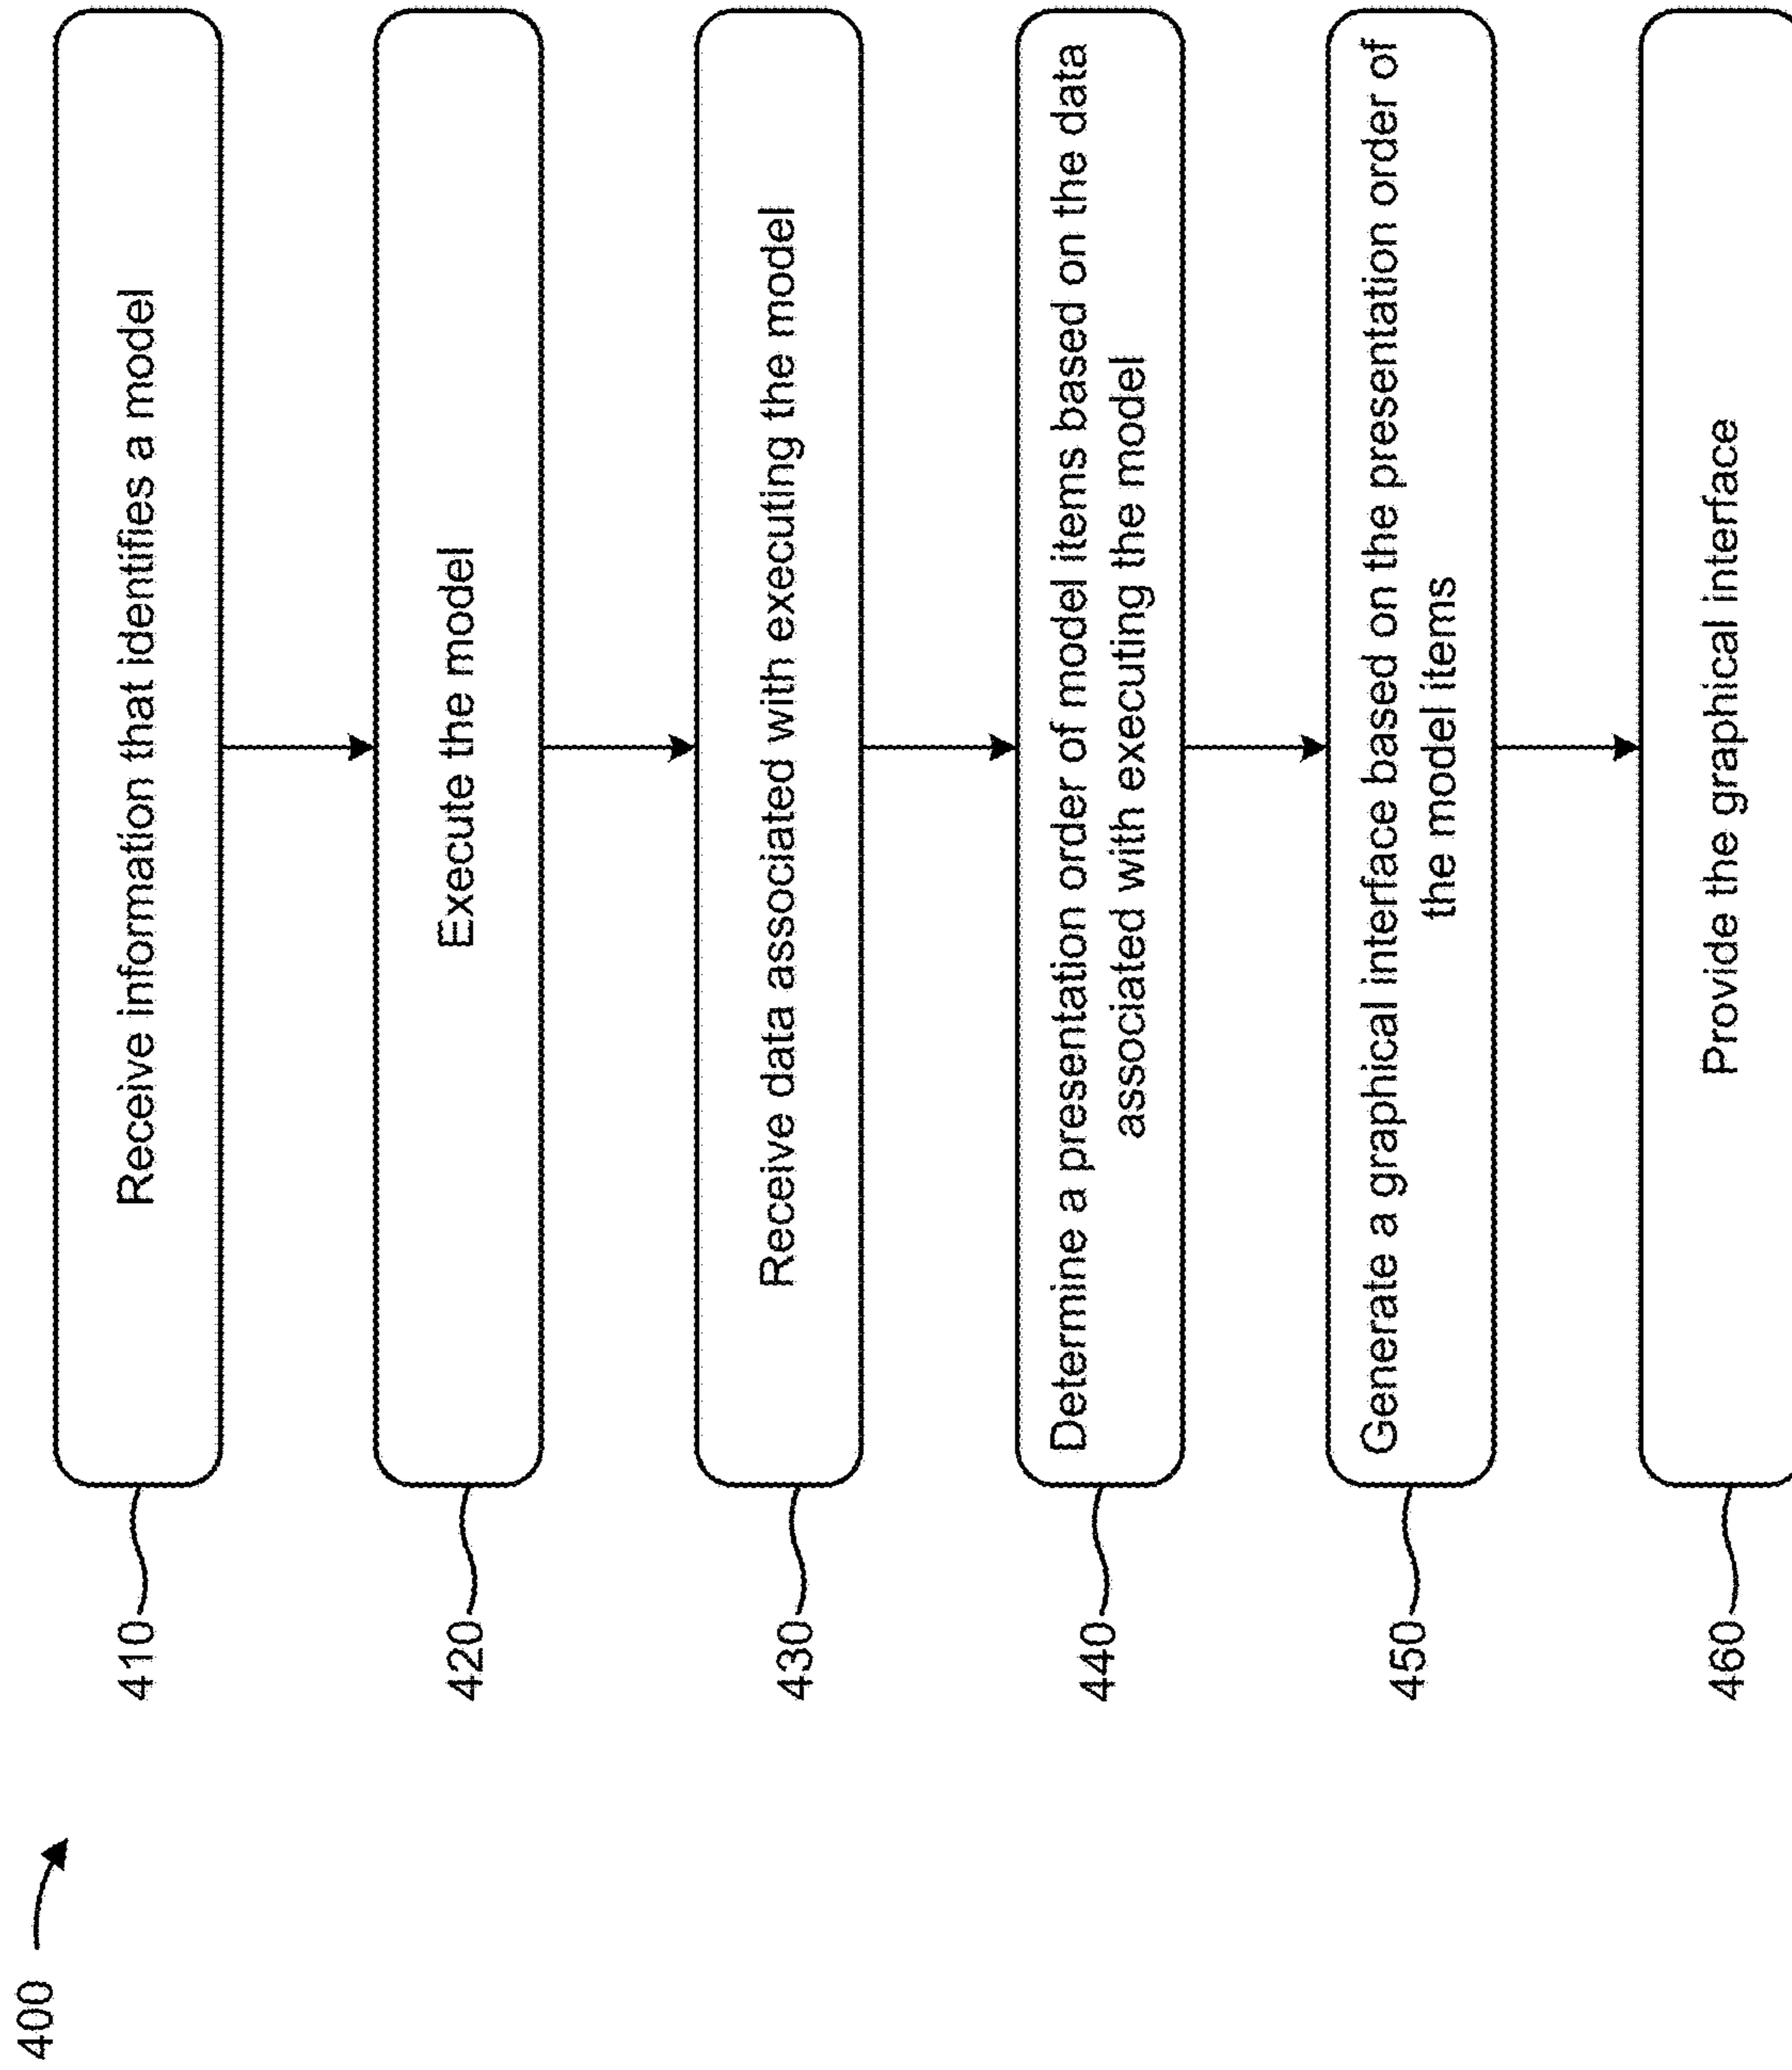 400
410
Receive information that identifies a model
420
Execute the model
430
Receive data associated with executing the model
440
Determine a presentation order of model items based on the data
associated with executing the model
450
Generate a graphical interface based on the presentation order of
the model items
460
Provide the graphical interface